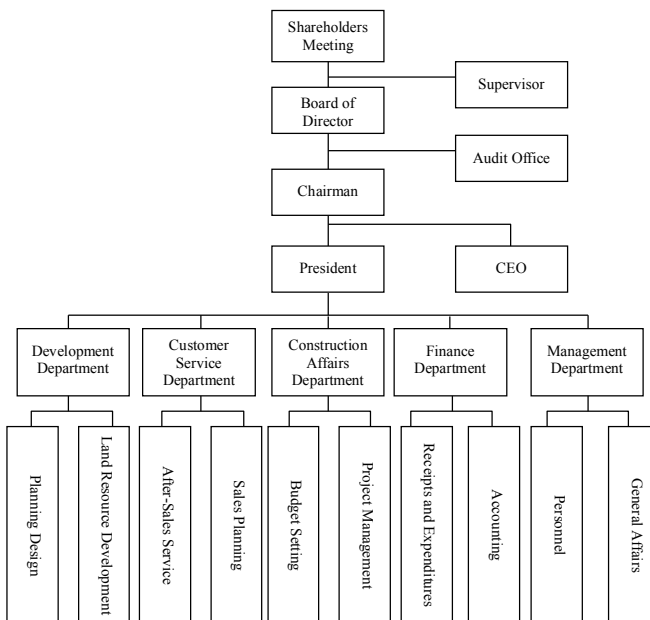 Shareholders
Meeting
Supervisor
Board of
Director
Audit Office
Chairman
President
CEO
Development
Department
Customer
Service
Department
Construction
Affairs
Department
Finance
Department
Management
Department
Planning Design
Land Resource Development
After-Sales Service
Sales Planning
Budget Setting
Project Management
Receipts and Expenditures
Accounting
Personnel
General Affairs